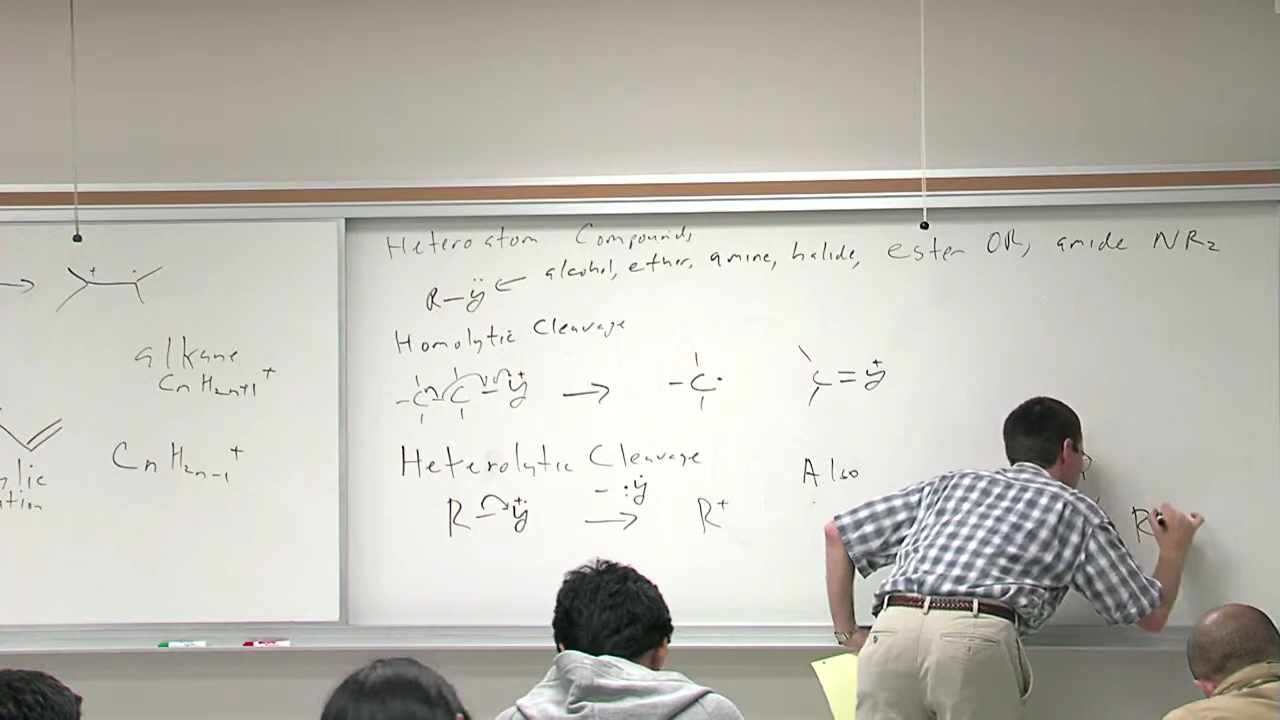 alkane
CnH2n+1+
CnH2n-1+
Heteroatom Compounds
R-Ÿ ← alcohol, ether, amine, halide, ester OR, amide NR2
Homolytic Cleavage
-C-C-Ẏ+ → -C· C=Ẏ+
Heterolytic Cleavage Also
R-Ẏ+ -:Ẏ → R+ R